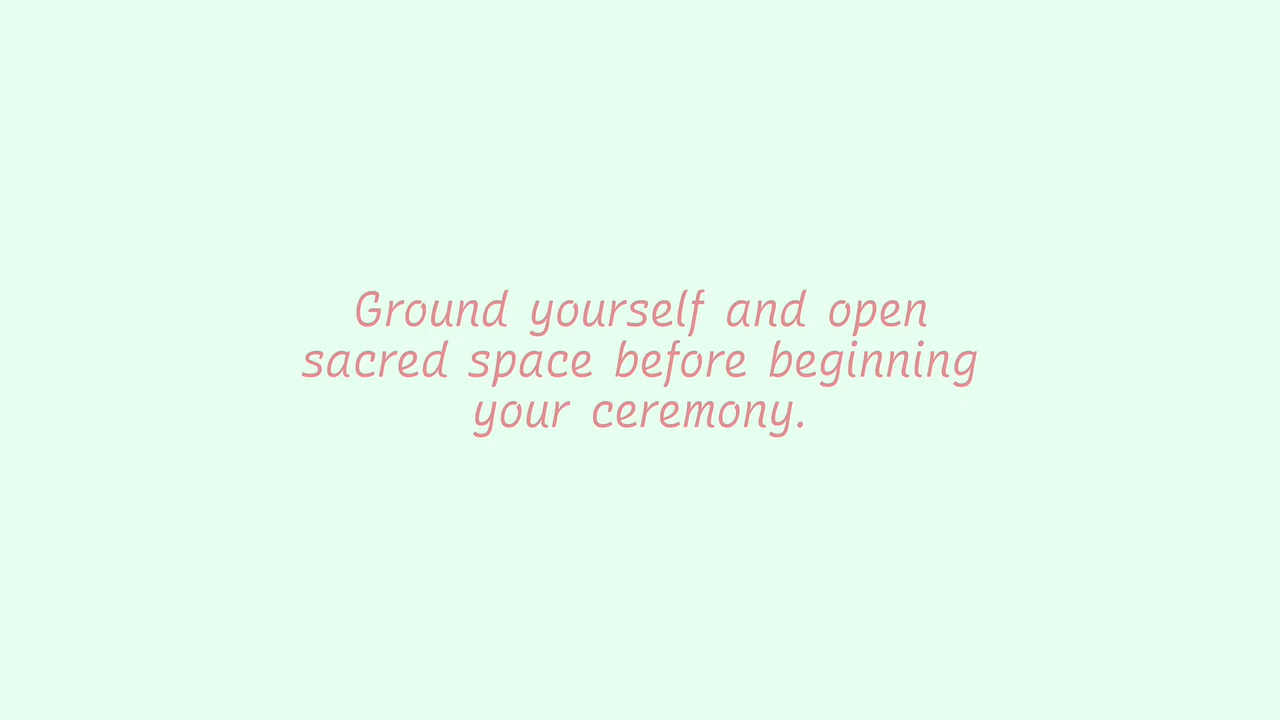 Ground yourself and open
sacred space before beginning
your ceremony.